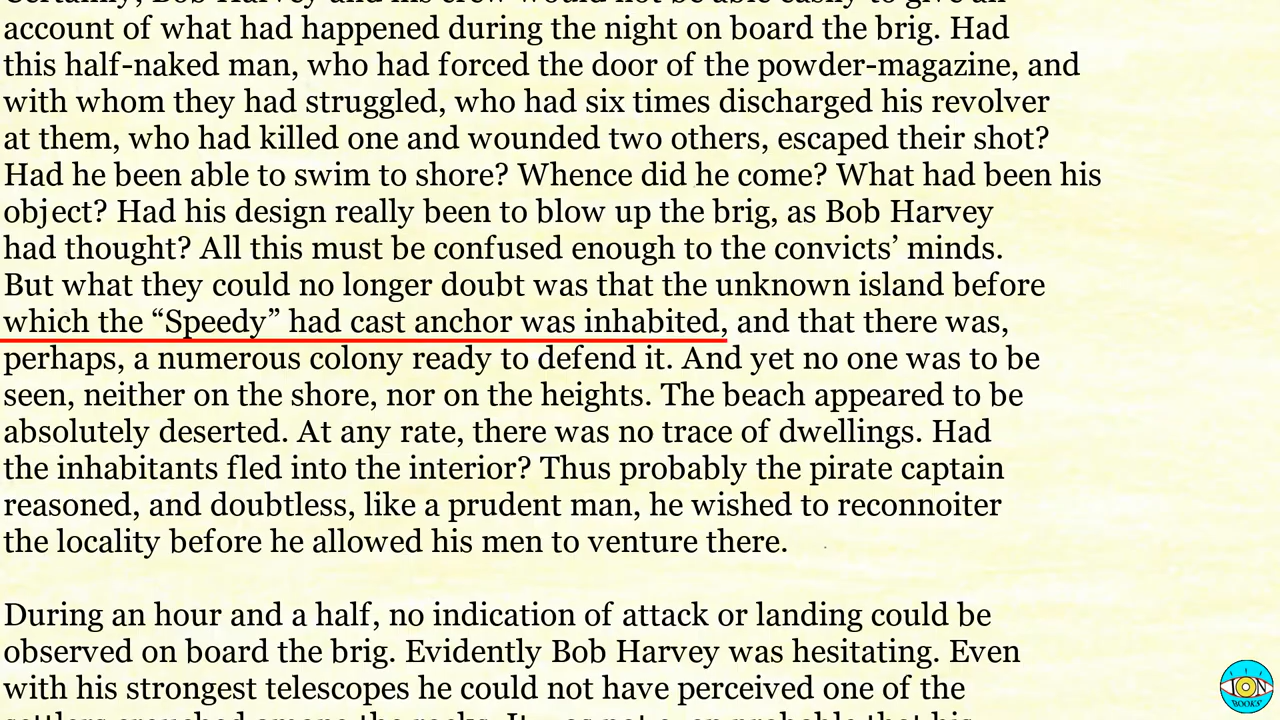 account of what had happened during the night on board the brig. Had
this half-naked man, who had forced the door of the powder-magazine, and
with whom they had struggled, who had six times discharged his revolver
at them, who had killed one and wounded two others, escaped their shot?
Had he been able to swim to shore? Whence did he come? What had been his
object? Had his design really been to blow up the brig, as Bob Harvey
had thought? All this must be confused enough to the convicts’ minds.
But what they could no longer doubt was that the unknown island before
which the “Speedy” had cast anchor was inhabited, and that there was,
perhaps, a numerous colony ready to defend it. And yet no one was to be
seen, neither on the shore, nor on the heights. The beach appeared to be
absolutely deserted. At any rate, there was no trace of dwellings. Had
the inhabitants fled into the interior? Thus probably the pirate captain
reasoned, and doubtless, like a prudent man, he wished to reconnoiter
the locality before he allowed his men to venture there.
During an hour and a half, no indication of attack or landing could be
observed on board the brig. Evidently Bob Harvey was hesitating. Even
with his strongest telescopes he could not have perceived one of the
ION
BOOKS